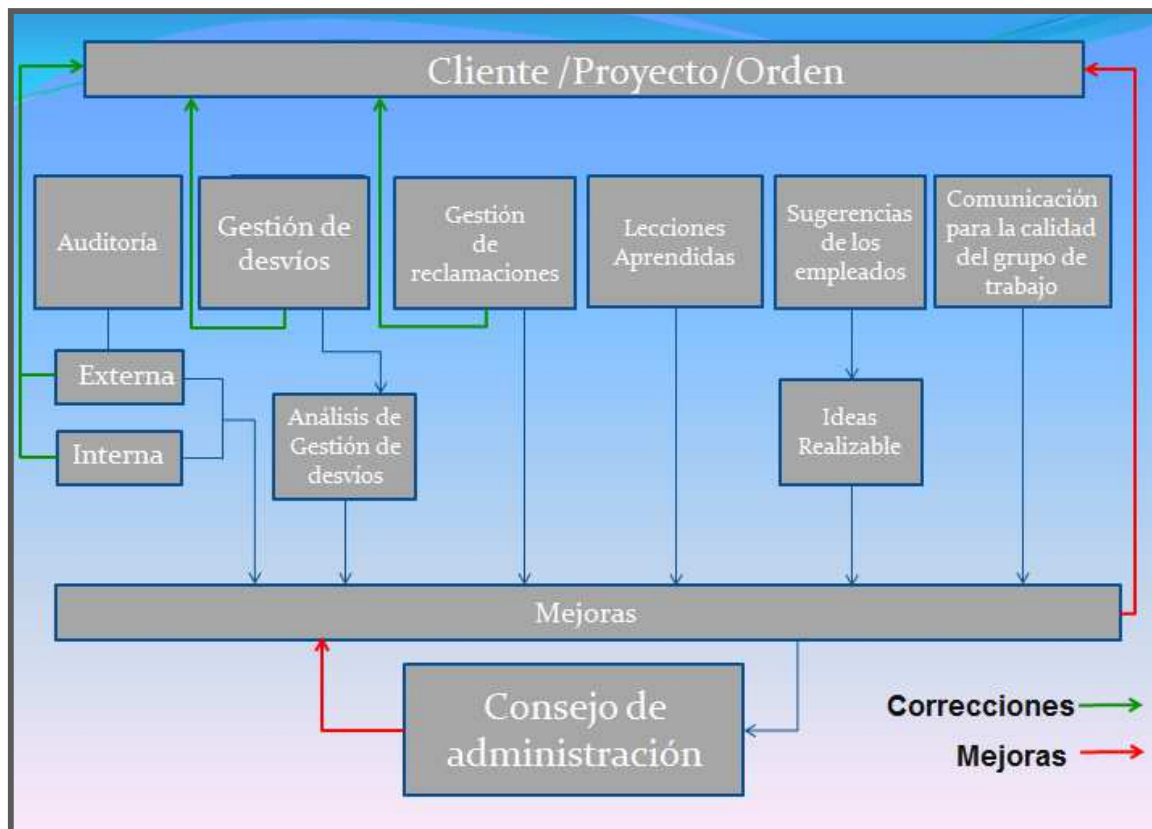 Cliente /Proyecto/Orden
Auditoría
Gestión de
desvíos
Gestión
de
reclamaciones
Lecciones
Aprendidas
Sugerencias
de los
empleados
Comunicación
para la calidad
del grupo de
trabajo
Externa
Interna
Análisis de
Gestión de
desvíos
Ideas
Realizable
Mejoras
Consejo de
administración
Correcciones
Mejoras